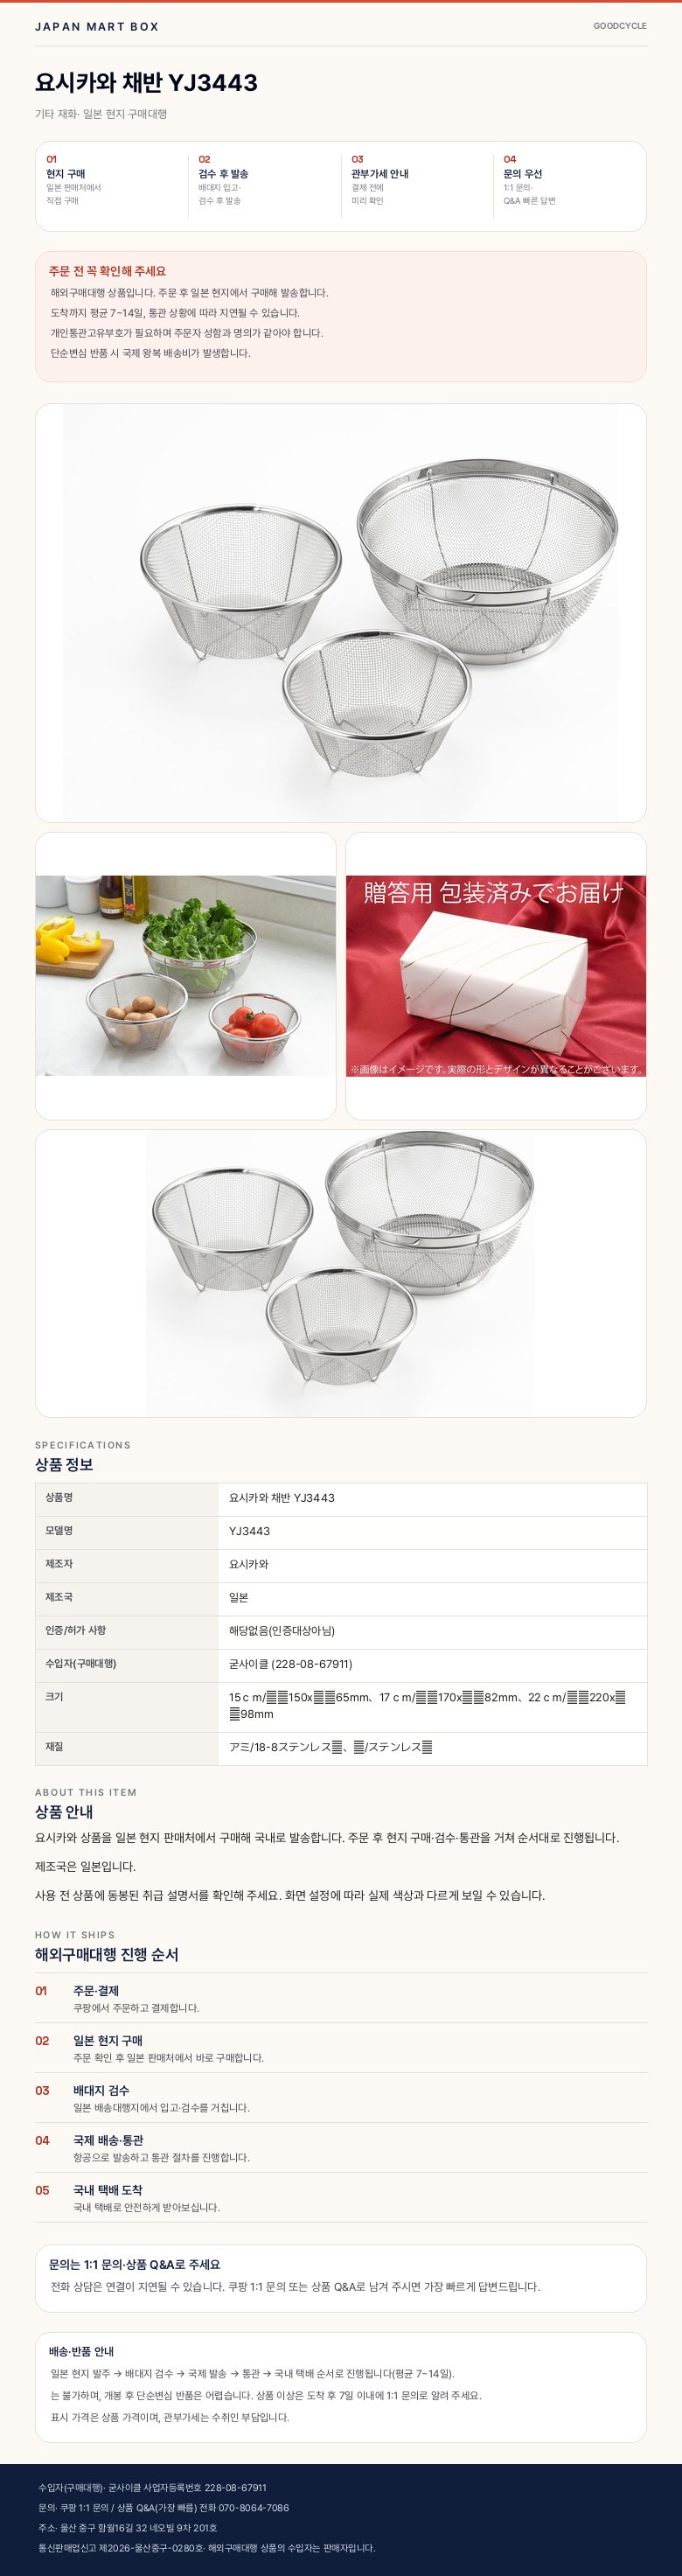 JAPAN MART BOX
GOODCYCLE
요시카와 채반 YJ3443
기타 재화· 일본 현지 구매대행
01
현지 구매
일본 판매처에서
직접 구매
02
검수 후 발송
배대지 입고·
검수 후 발송
03
관부가세 안내
결제 전에
미리 확인
04
문의 우선
1:1 문의·
Q&A 빠른 답변
주문 전 꼭 확인해 주세요
해외구매대행 상품입니다. 주문 후 일본 현지에서 구매해 발송합니다.
도착까지 평균 7~14일, 통관 상황에 따라 지연될 수 있습니다.
개인통관고유부호가 필요하며 주문자 성함과 명의가 같아야 합니다.
단순변심 반품 시 국제 왕복 배송비가 발생합니다.
贈答用 包装済みでお届け
※画像はイメージです。実際の形とデザインが異なることがございます。
SPECIFICATIONS
상품 정보
상품명 요시카와 채반 YJ3443
모델명 YJ3443
제조자 요시카와
제조국 일본
인증/허가 사항 해당없음(인증대상아님)
수입자(구매대행) 굳사이클 (228-08-67911)
크기 15ｃｍ/▤▤150x▤▤65mm、17ｃｍ/▤▤170x▤▤82mm、22ｃｍ/▤▤220x▤
▤98mm
재질 アミ/18-8ステンレス▤、▤/ステンレス▤
ABOUT THIS ITEM
상품 안내
요시카와 상품을 일본 현지 판매처에서 구매해 국내로 발송합니다. 주문 후 현지 구매·검수·통관을 거쳐 순서대로 진행됩니다.
제조국은 일본입니다.
사용 전 상품에 동봉된 취급 설명서를 확인해 주세요. 화면 설정에 따라 실제 색상과 다르게 보일 수 있습니다.
HOW IT SHIPS
해외구매대행 진행 순서
01 주문·결제
쿠팡에서 주문하고 결제합니다.
02 일본 현지 구매
주문 확인 후 일본 판매처에서 바로 구매합니다.
03 배대지 검수
일본 배송대행지에서 입고·검수를 거칩니다.
04 국제 배송·통관
항공으로 발송하고 통관 절차를 진행합니다.
05 국내 택배 도착
국내 택배로 안전하게 받아보십니다.
문의는 1:1 문의·상품 Q&A로 주세요
전화 상담은 연결이 지연될 수 있습니다. 쿠팡 1:1 문의 또는 상품 Q&A로 남겨 주시면 가장 빠르게 답변드립니다.
배송·반품 안내
일본 현지 발주 → 배대지 검수 → 국제 발송 → 통관 → 국내 택배 순서로 진행됩니다(평균 7~14일).
는 불가하며, 개봉 후 단순변심 반품은 어렵습니다. 상품 이상은 도착 후 7일 이내에 1:1 문의로 알려 주세요.
표시 가격은 상품 가격이며, 관부가세는 수취인 부담입니다.
수입자(구매대행)· 굳사이클 사업자등록번호 228-08-67911
문의· 쿠팡 1:1 문의 / 상품 Q&A(가장 빠름) 전화 070-8064-7086
주소· 울산 중구 함월16길 32 네오빌 9차 201호
통신판매업신고 제2026-울산중구-0280호· 해외구매대행 상품의 수입자는 판매자입니다.